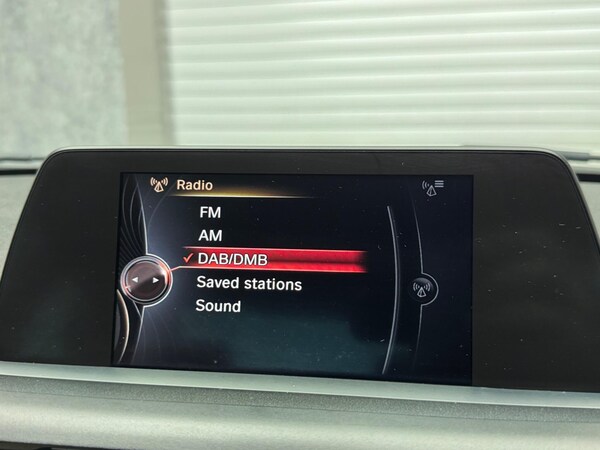 Radio
FM
AM
DAB/DMB
Saved stations
Sound